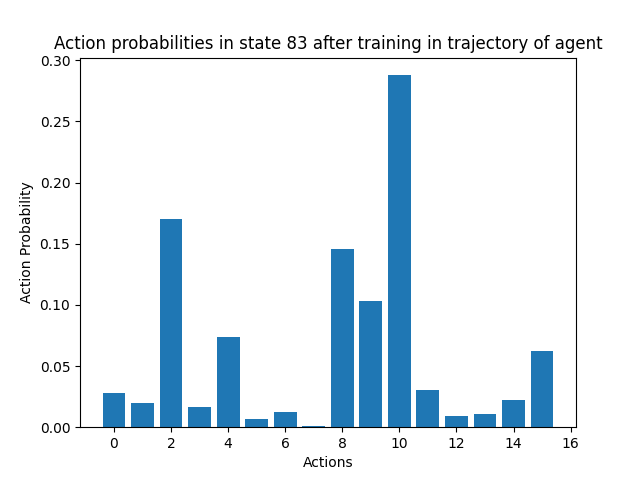 Action probabilities in state 83 after training in trajectory of agent
0.30
0.25
0.20
0.15
0.10
0.05
0.00
Action Probability
0 2 4 6 8 10 12 14 16
Actions